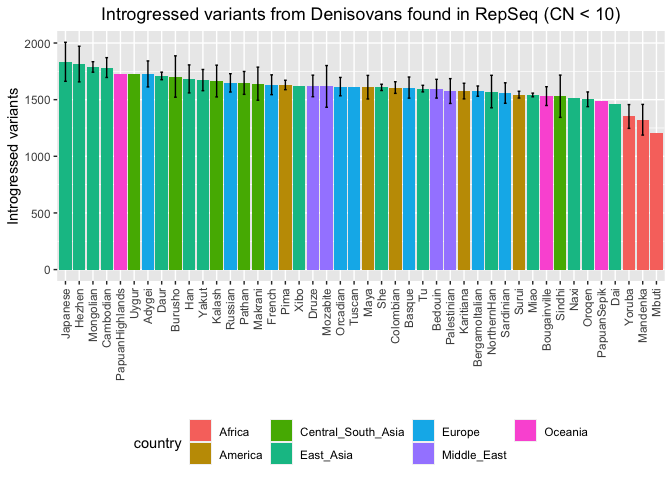 Introgressed variants from Denisovans found in RepSeq (CN < 10)
Introgressed variants
2000
1500
1000
500
0
Japanese
Hezhen
Mongolian
Cambodian
PapuanHighlands
Uygur
Adygei
Daur
Burusho
Han
Yakut
Kalash
Russian
Pathan
Makrani
French
Pima
Xibo
Druze
Mozabite
Orcadian
Tuscan
Maya
She
Colombian
Basque
Tu
Bedouin
Palestinian
Karitiana
BergamoItalian
NorthernHan
Sardinian
Surui
Miao
Bougainville
Sindhi
Naxi
Oroqen
PapuanSepik
Dai
Yoruba
Mandenka
Mbuti
country
Africa
America
Central_South_Asia
East_Asia
Europe
Middle_East
Oceania